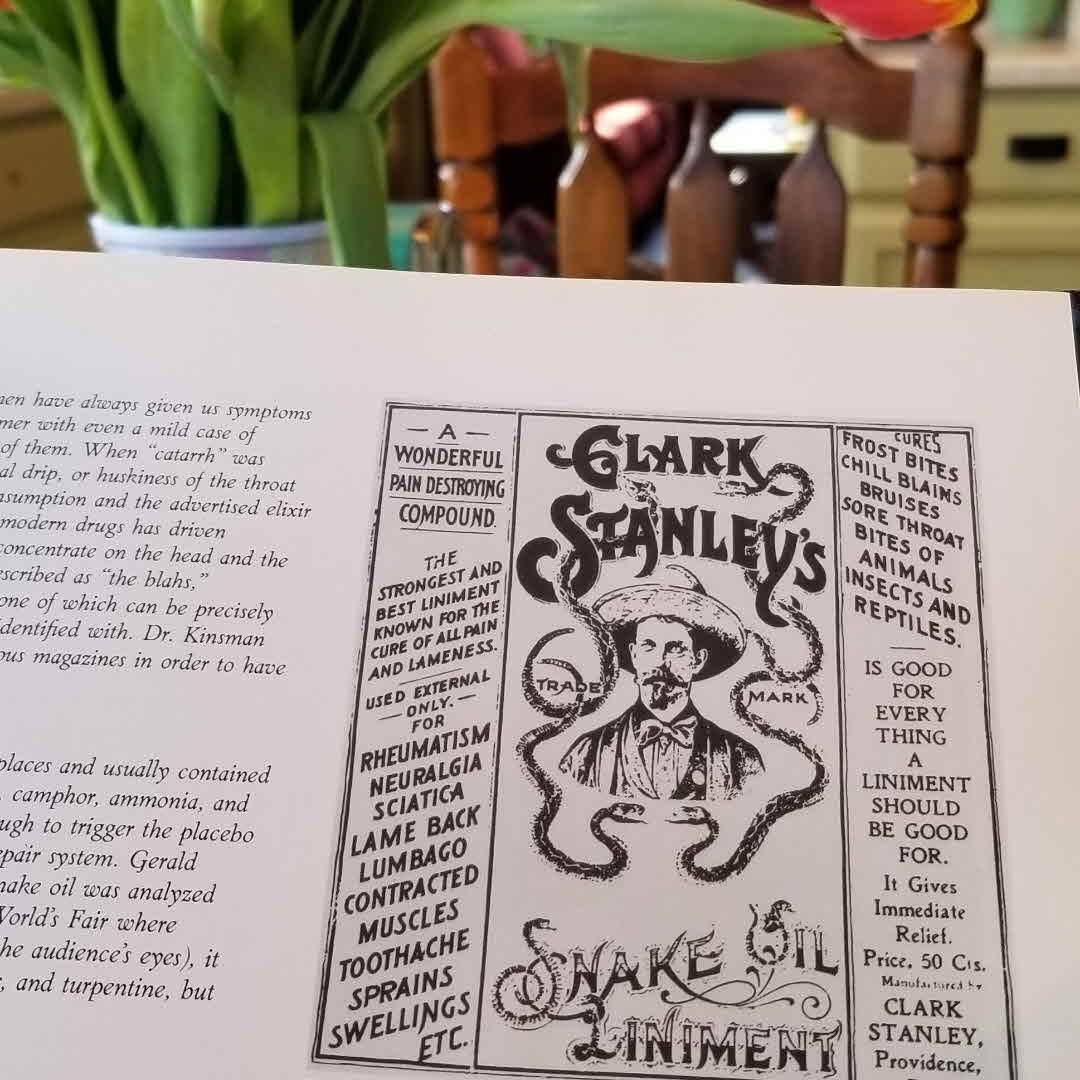 nen have always given us symptoms
mer with even a mild case of
of them. When "catarrh" was
al drip, or huskiness of the throat
nsumption and the advertised elixir
modern drugs has driven
concentrate on the head and the
escribed as "the blahs,"
one of which can be precisely
identified with. Dr. Kinsman
ous magazines in order to have
places and usually contained
, camphor, ammonia, and
ugh to trigger the placebo
epair system. Gerald
nake oil was analyzed
World's Fair where
he audience's eyes), it
, and turpentine, but
— A —
WONDERFUL
PAIN DESTROYING
COMPOUND.
THE
STRONGEST AND
BEST LINIMENT
KNOWN FOR THE
CURE OF ALL PAIN
AND LAMENESS.
USED EXTERNAL
— ONLY. —
FOR
RHEUMATISM
NEURALGIA
SCIATICA
LAME BACK
LUMBAGO
CONTRACTED
MUSCLES
TOOTHACHE
SPRAINS
SWELLINGS
ETC.
CLARK
STANLEY'S
TRADE MARK
SNAKE OIL
LINIMENT
CURES
FROST BITES
CHILL BLAINS
BRUISES
SORE THROAT
BITES OF
ANIMALS
INSECTS AND
REPTILES.
IS GOOD
FOR
EVERY
THING
A
LINIMENT
SHOULD
BE GOOD
FOR.
It Gives
Immediate
Relief.
Price, 50 Cts.
Manufactured by
CLARK
STANLEY,
Providence,